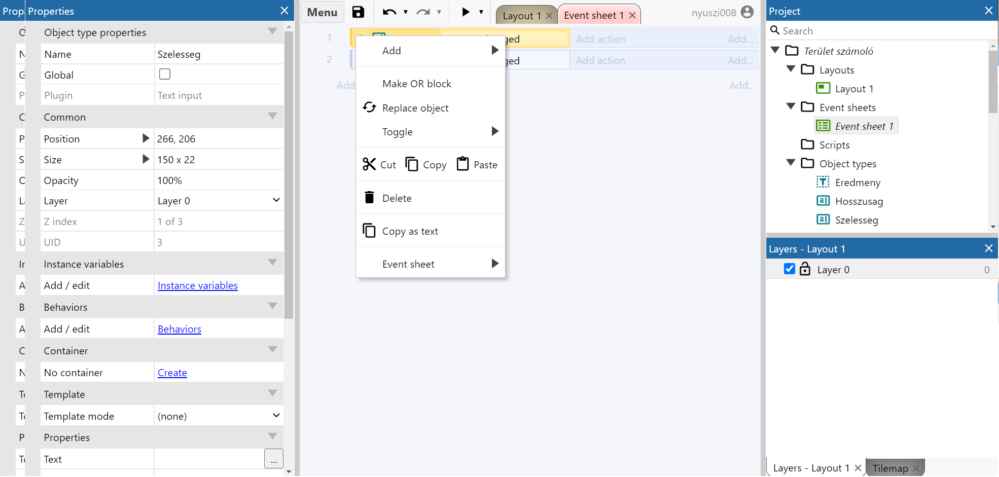 Prop
Properties
Object type properties
Name
Szelesseg
Global
Plugin
Text input
Common
Position
266, 206
Size
150 x 22
Opacity
100%
Layer
Layer 0
Z index
1 of 3
UID
3
Instance variables
Add / edit
Instance variables
Behaviors
Add / edit
Behaviors
Container
No container
Create
Template
Template mode
(none)
Properties
Text
...
Menu
Layout 1
Event sheet 1
nyuszi008
1
ged
Add action
Add...
2
ged
Add action
Add...
Add
Add...
Add
Make OR block
Replace object
Toggle
Cut
Copy
Paste
Delete
Copy as text
Event sheet
Project
Search
Terület számoló
Layouts
Layout 1
Event sheets
Event sheet 1
Scripts
Object types
Eredmeny
Hosszusag
Szelesseg
Layers - Layout 1
Layer 0
0
Layers - Layout 1
Tilemap